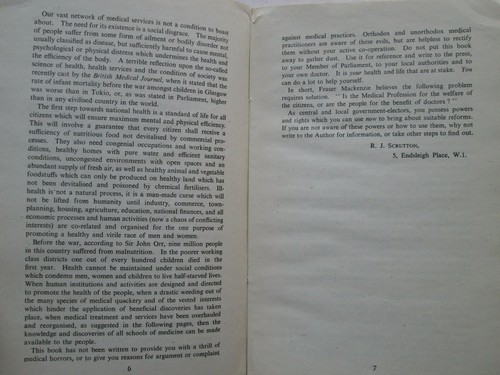 Our vast network of medical services is not a condition to boast
about. The need for its existence is a social disgrace. The majority
of people suffer from some form of ailment or bodily disorder not
usually classified as disease, but sufficiently harmful to cause mental,
psychological or physical distress which undermines the health and
the efficiency of the body. A terrible reflection upon the so-called
science of health, health services and the condition of society was
recently cast by the British Medical Journal, when it stated that the
rate of infant mortality before the war amongst children in Glasgow
was worse than in Tokio, or, as was stated in Parliament, higher
than in any civilised country in the world.
The first step towards national health is a standard of life for all
citizens which will ensure maximum mental and physical efficiency.
This will involve a guarantee that every citizen shall receive a
sufficiency of nutritious food not devitalised by commercial pro-
cesses. They also need congenial occupations and working con-
ditions, healthy homes with pure water and efficient sanitary
conditions, uncongested environments with open spaces and an
abundant supply of fresh air, as well as healthy animal and vegetable
foodstuffs which can only be produced on healthy land which has
not been devitalised and poisoned by chemical fertilisers. Ill-
health is not a natural process, it is a man-made curse which will
not be lifted from humanity until industry, commerce, town-
planning, housing, agriculture, education, national finances, and all
economic processes and human activities (now a chaos of conflicting
interests) are co-related and organised for the one purpose of
promoting a healthy and virile race of men and women.
Before the war, according to Sir John Orr, nine million people
in this country suffered from malnutrition. In the poorer working
class districts one out of every hundred children died in the
first year. Health cannot be maintained under social conditions
which condemn men, women and children to live half-starved lives.
When human institutions and activities are designed and directed
to promote the health of the people, when a drastic weeding out of
the many species of medical quackery and of the vested interests
which hinder the application of beneficial discoveries has taken
place, when medical treatment and services have been overhauled
and reorganised, as suggested in the following pages, then the
knowledge and discoveries of all schools of medicine can be made
available to the people.
This book has not been written to provide you with a thrill of
medical horrors, or to give you reasons for argument or complaint
6
against medical practices. Orthodox and unorthodox medical
practitioners are aware of these evils, but are helpless to rectify
them without your active co-operation. Do not put this book
away to gather dust. Use it for reference and write to the press,
to your Member of Parliament, to your local authorities and to
your own doctor. It is your health and life that are at stake. You
can do a lot to help yourself.
In short, Fraser Mackenzie believes the following problem
requires solution. "Is the Medical Profession for the welfare of
the citizens, or are the people for the benefit of doctors?"
As central and local government-electors, you possess powers
and rights which you can use now to bring about suitable reforms.
If you are not aware of these powers or how to use them, why not
write to the Author for information, or take other steps to find out.
R. J. SCRUTTON,
5, Endsleigh Place, W.1.
7